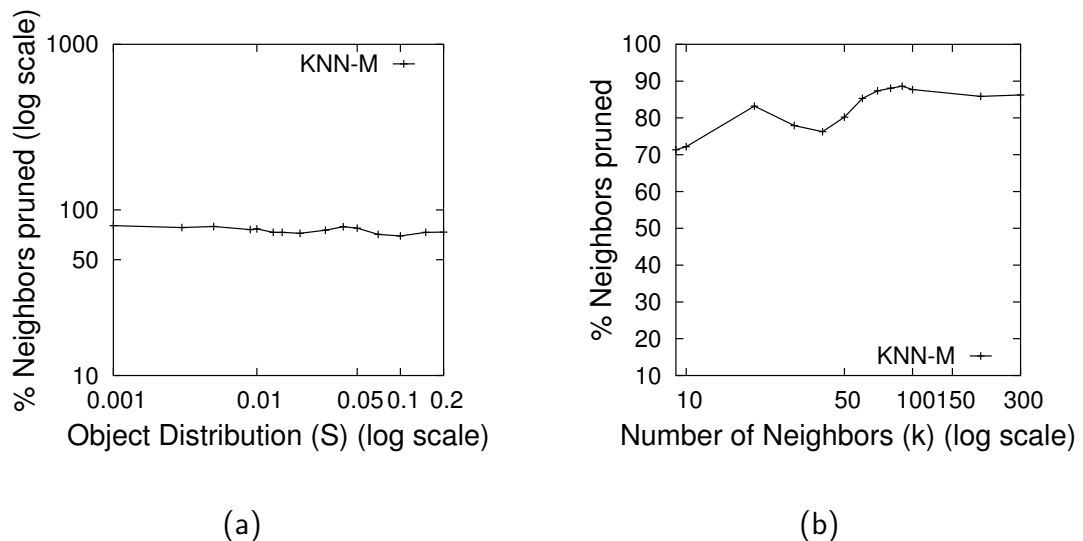 % Neighbors pruned (log scale)
1000
100
50
10
KNN-M
0.001 0.01 0.05 0.1 0.2
Object Distribution (S) (log scale)
(a)
% Neighbors pruned
100
90
80
70
60
50
40
30
20
10
KNN-M
10 50 100 150 300
Number of Neighbors (k) (log scale)
(b)